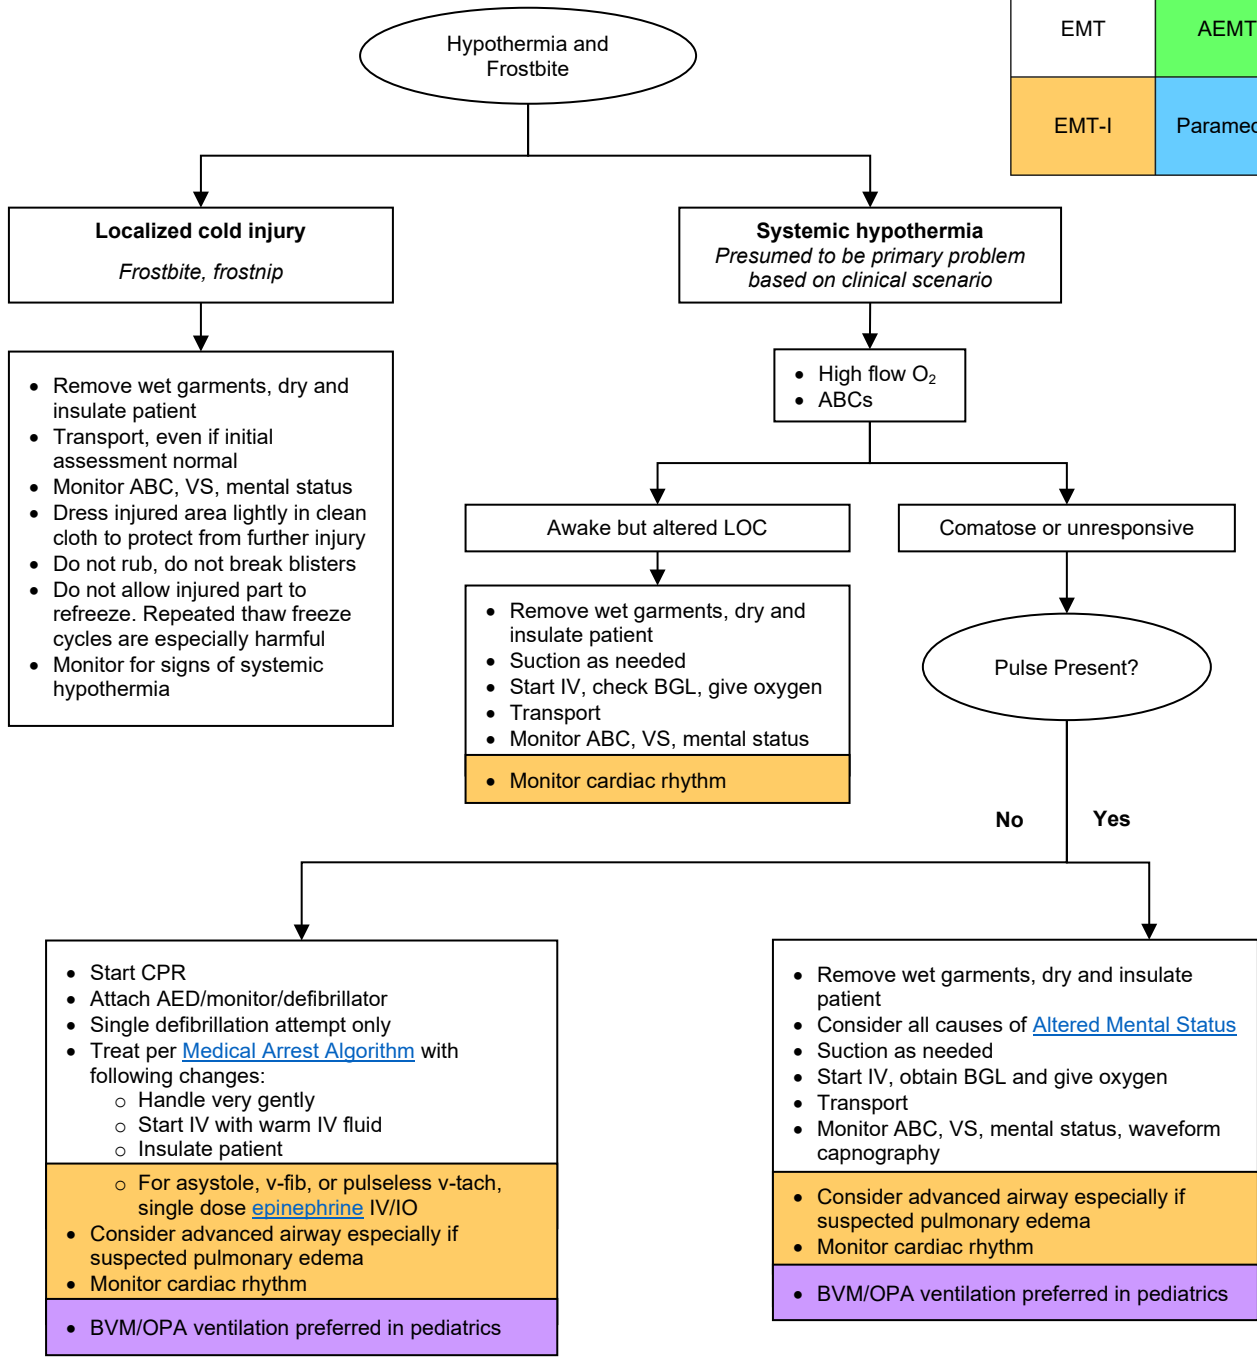 Hypothermia and
Frostbite
EMT
AEMT
EMT-I
Localized cold injury
Frostbite, frostnip
Systemic hypothermia
Presumed to be primary problem
based on clinical scenario
• Remove wet garments, dry and
insulate patient
• Transport, even if initial
assessment normal
• Monitor ABC, VS, mental status
• Dress injured area lightly in clean
cloth to protect from further injury
• Do not rub, do not break blisters
• Do not allow injured part to
refreeze. Repeated thaw freeze
cycles are especially harmful
• Monitor for signs of systemic
hypothermia
• High flow O₂
• ABCs
Awake but altered LOC
Comatose or unresponsive
• Remove wet garments, dry and
insulate patient
• Suction as needed
• Start IV, check BGL, give oxygen
• Transport
• Monitor ABC, VS, mental status
• Monitor cardiac rhythm
Pulse Present?
No
Yes
• Start CPR
• Attach AED/monitor/defibrillator
• Single defibrillation attempt only
• Treat per Medical Arrest Algorithm with
following changes:
o Handle very gently
o Start IV with warm IV fluid
o Insulate patient
o For asystole, v-fib, or pulseless v-tach,
single dose epinephrine IV/IO
• Consider advanced airway especially if
suspected pulmonary edema
• Monitor cardiac rhythm
• BVM/OPA ventilation preferred in pediatrics
• Remove wet garments, dry and insulate
patient
• Consider all causes of Altered Mental Status
• Suction as needed
• Start IV, obtain BGL and give oxygen
• Transport
• Monitor ABC, VS, mental status, waveform
capnography
• Consider advanced airway especially if
suspected pulmonary edema
• Monitor cardiac rhythm
• BVM/OPA ventilation preferred in pediatrics